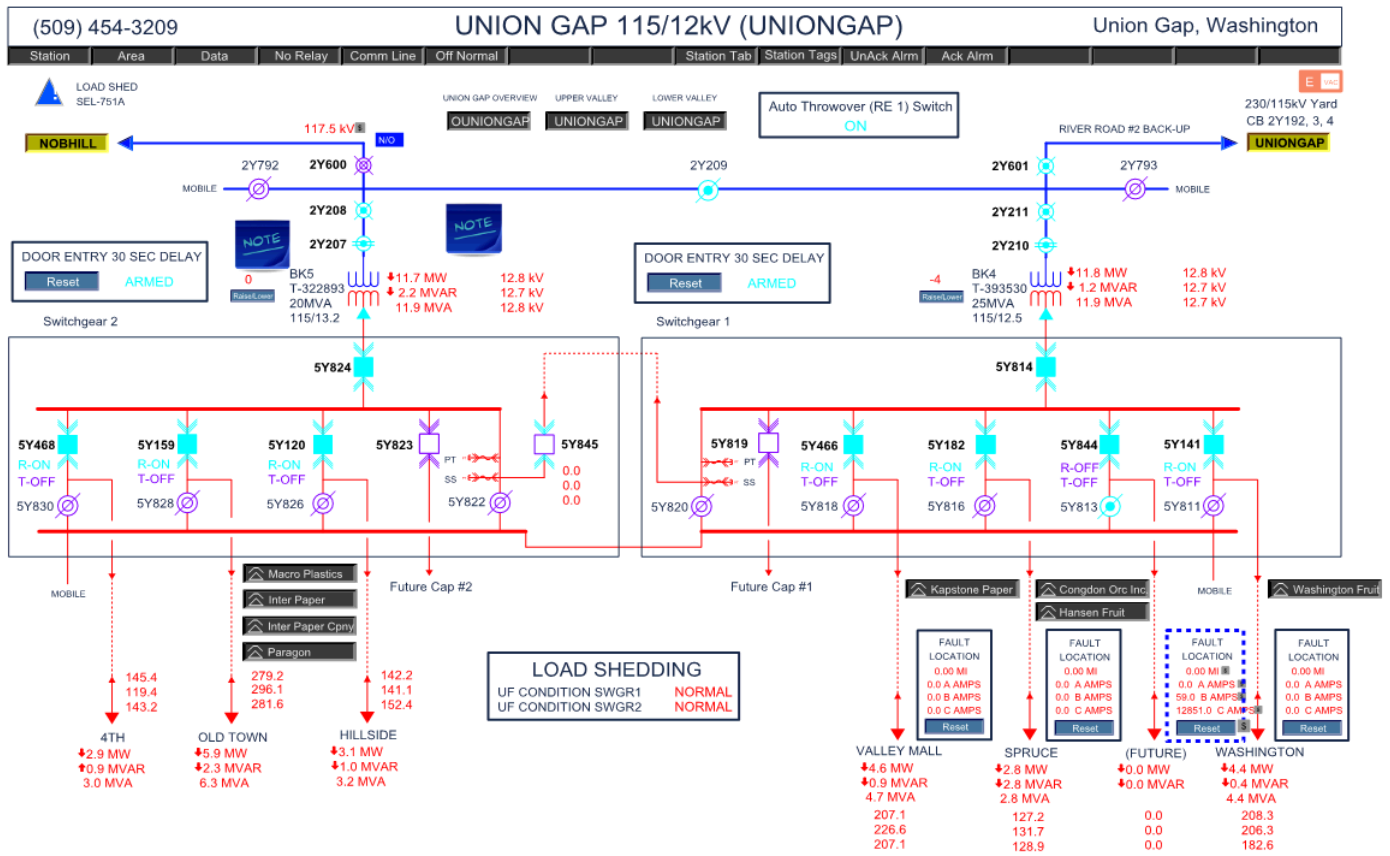 (509) 454-3209
UNION GAP 115/12kV (UNIONGAP)
Union Gap, Washington
Station
Area
Data
No Relay
Comm Line
Off Normal
Station Tab
Station Tags
UnAck Alrm
Ack Alrm
LOAD SHED
SEL-751A
UNION GAP OVERVIEW
OUNIONGAP
UPPER VALLEY
UNIONGAP
LOWER VALLEY
UNIONGAP
Auto Throwover (RE 1) Switch
ON
E VAC
230/115kV Yard
CB 2Y192, 3, 4
UNIONGAP
RIVER ROAD #2 BACK-UP
NOBHILL
117.5 kV $
N/O
2Y792
2Y600
2Y209
2Y601
2Y793
MOBILE
MOBILE
2Y208
2Y211
NOTE
NOTE
2Y207
2Y210
DOOR ENTRY 30 SEC DELAY
Reset
ARMED
DOOR ENTRY 30 SEC DELAY
Reset
ARMED
0
Raise/Lower
BK5
T-322893
20MVA
115/13.2
11.7 MW
2.2 MVAR
11.9 MVA
12.8 kV
12.7 kV
12.8 kV
-4
Raise/Lower
BK4
T-393530
25MVA
115/12.5
11.8 MW
1.2 MVAR
11.9 MVA
12.8 kV
12.7 kV
12.7 kV
Switchgear 2
Switchgear 1
5Y824
5Y814
5Y468
R-ON
T-OFF
5Y830
5Y159
R-ON
T-OFF
5Y828
5Y120
R-ON
T-OFF
5Y826
5Y823
PT
SS
5Y822
5Y845
0.0
0.0
0.0
5Y819
PT
SS
5Y820
5Y466
R-ON
T-OFF
5Y818
5Y182
R-ON
T-OFF
5Y816
5Y844
R-OFF
T-OFF
5Y813
5Y141
R-ON
T-OFF
5Y811
MOBILE
Macro Plastics
Inter Paper
Inter Paper Cpny
Paragon
Future Cap #2
Future Cap #1
Kapstone Paper
Congdon Orc Inc
Hansen Fruit
MOBILE
Washington Fruit
145.4
119.4
143.2
279.2
296.1
281.6
142.2
141.1
152.4
LOAD SHEDDING
UF CONDITION SWGR1 NORMAL
UF CONDITION SWGR2 NORMAL
FAULT
LOCATION
0.00 MI
0.0 A AMPS
0.0 B AMPS
0.0 C AMPS
Reset
FAULT
LOCATION
0.00 MI
0.0 A AMPS
0.0 B AMPS
0.0 C AMPS
Reset
FAULT
LOCATION
0.00 MI $
0.0 A AMPS
59.0 B AMPS
12851.0 C AMPS
Reset $
FAULT
LOCATION
0.00 MI
0.0 A AMPS
0.0 B AMPS
0.0 C AMPS
Reset
4TH
2.9 MW
0.9 MVAR
3.0 MVA
OLD TOWN
5.9 MW
2.3 MVAR
6.3 MVA
HILLSIDE
3.1 MW
1.0 MVAR
3.2 MVA
VALLEY MALL
4.6 MW
0.9 MVAR
4.7 MVA
207.1
226.6
207.1
SPRUCE
2.8 MW
2.8 MVAR
2.8 MVA
127.2
131.7
128.9
(FUTURE)
0.0 MW
0.0 MVAR
0.0
0.0
0.0
WASHINGTON
4.4 MW
0.4 MVAR
4.4 MVA
208.3
206.3
182.6